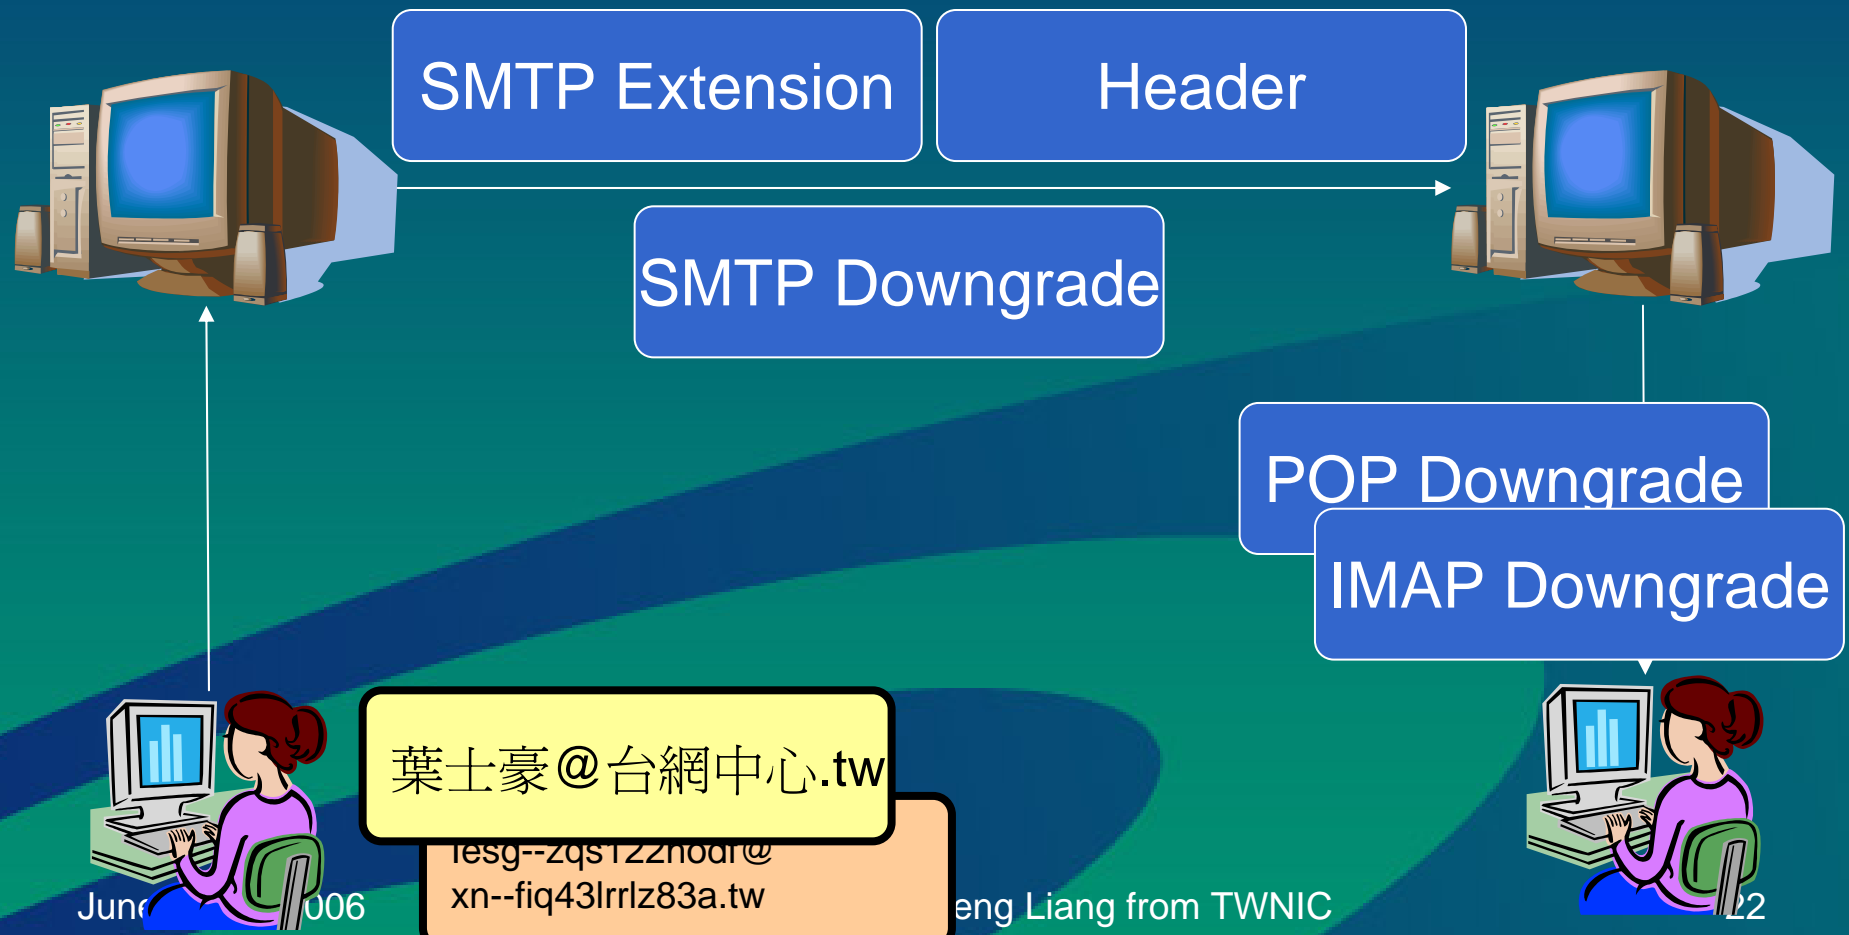 SMTP Extension
Header
SMTP Downgrade
POP Downgrade
IMAP Downgrade
葉士豪@台網中心.tw
xn--fiq43lrrlz83a.tw
Liang from TWNIC
22